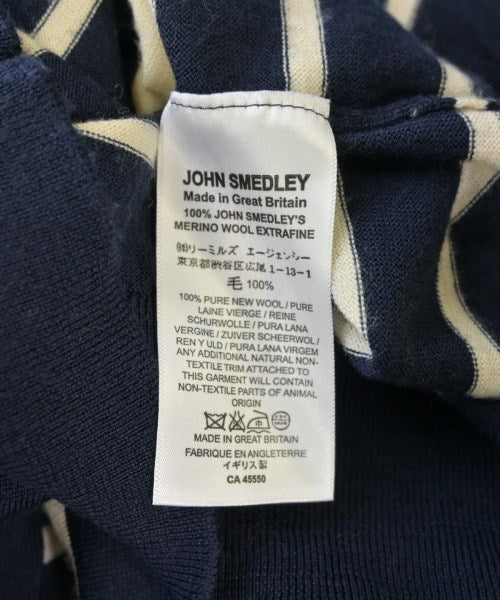 JOHN SMEDLEY
Made in Great Britain
100% JOHN SMEDLEY'S
MERINO WOOL EXTRAFINE
㈱リーミルズ エージェンシー
東京都渋谷区広尾1-13-1
毛 100%
100% PURE NEW WOOL / PURE
LAINE VIERGE / REINE
SCHURWOLLE / PURA LANA
VERGINE / ZUIVER SCHEERWOL /
REN Y ULD / PURA LANA VIRGEM
ANY ADDITIONAL NATURAL NON-
TEXTILE TRIM ATTACHED TO
THIS GARMENT WILL CONTAIN
NON-TEXTILE PARTS OF ANIMAL
ORIGIN
MADE IN GREAT BRITAIN
FABRIQUE EN ANGLETERRE
イギリス製
CA 45550